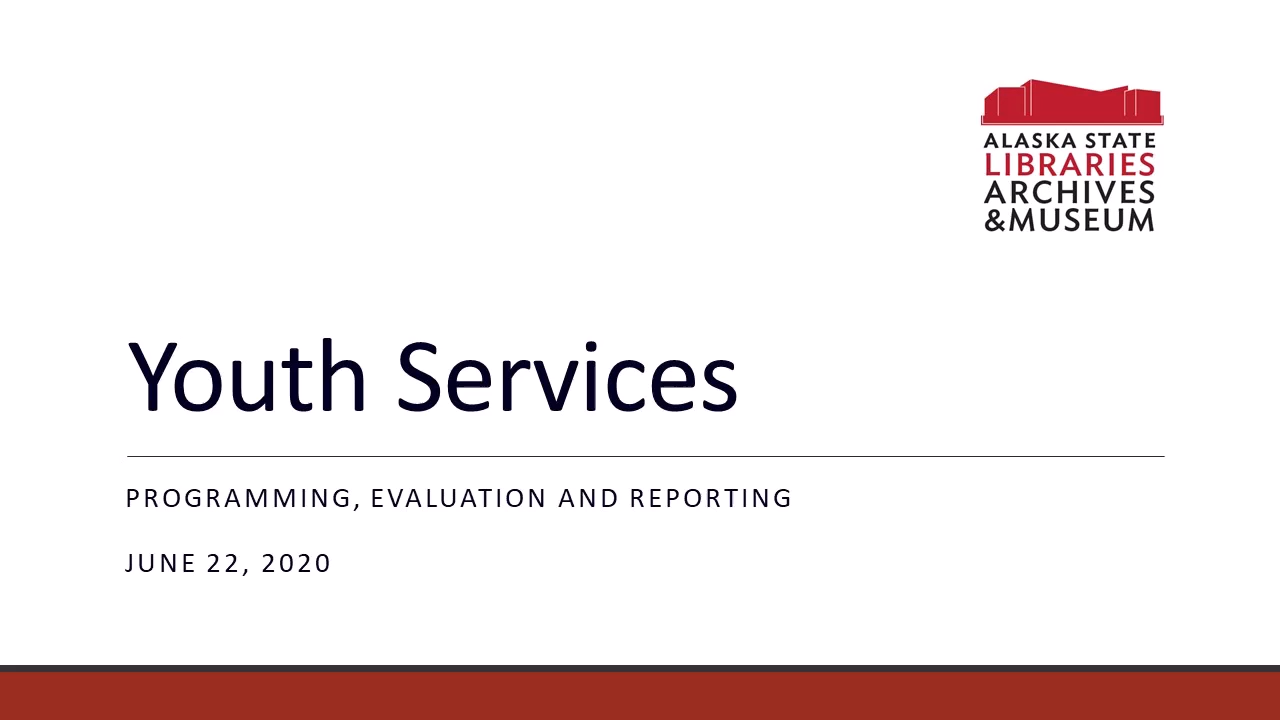 ALASKA STATE
LIBRARIES
ARCHIVES
&MUSEUM
Youth Services
PROGRAMMING, EVALUATION AND REPORTING
JUNE 22, 2020